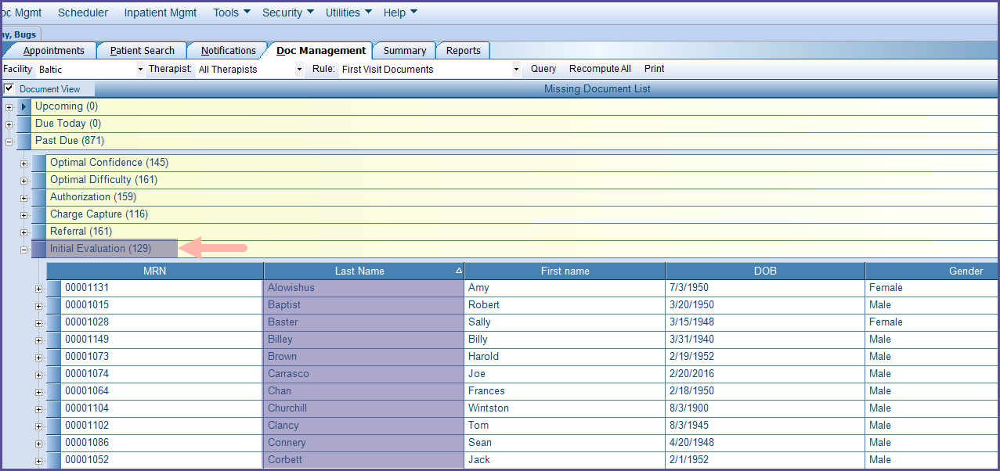 oc Mgmt Scheduler Inpatient Mgmt Tools Security Utilities Help
ny, Bugs
Appointments Patient Search Notifications Doc Management Summary Reports
Facility Baltic Therapist: All Therapists Rule: First Visit Documents Query Recompute All Print
Document View Missing Document List
Upcoming (0)
Due Today (0)
Past Due (871)
Optimal Confidence (145)
Optimal Difficulty (161)
Authorization (159)
Charge Capture (116)
Referral (161)
Initial Evaluation (129)
MRN Last Name First name DOB Gender
00001131 Alowishus Amy 7/3/1950 Female
00001015 Baptist Robert 3/20/1950 Male
00001028 Baster Sally 3/15/1948 Female
00001149 Billey Billy 3/31/1940 Male
00001073 Brown Harold 2/19/1952 Male
00001074 Carrasco Joe 2/20/2016 Male
00001064 Chan Frances 2/18/1950 Male
00001104 Churchill Wintston 8/3/1900 Male
00001102 Clancy Tom 8/3/1945 Male
00001086 Connery Sean 4/20/1948 Male
00001052 Corbett Jack 2/1/1952 Male